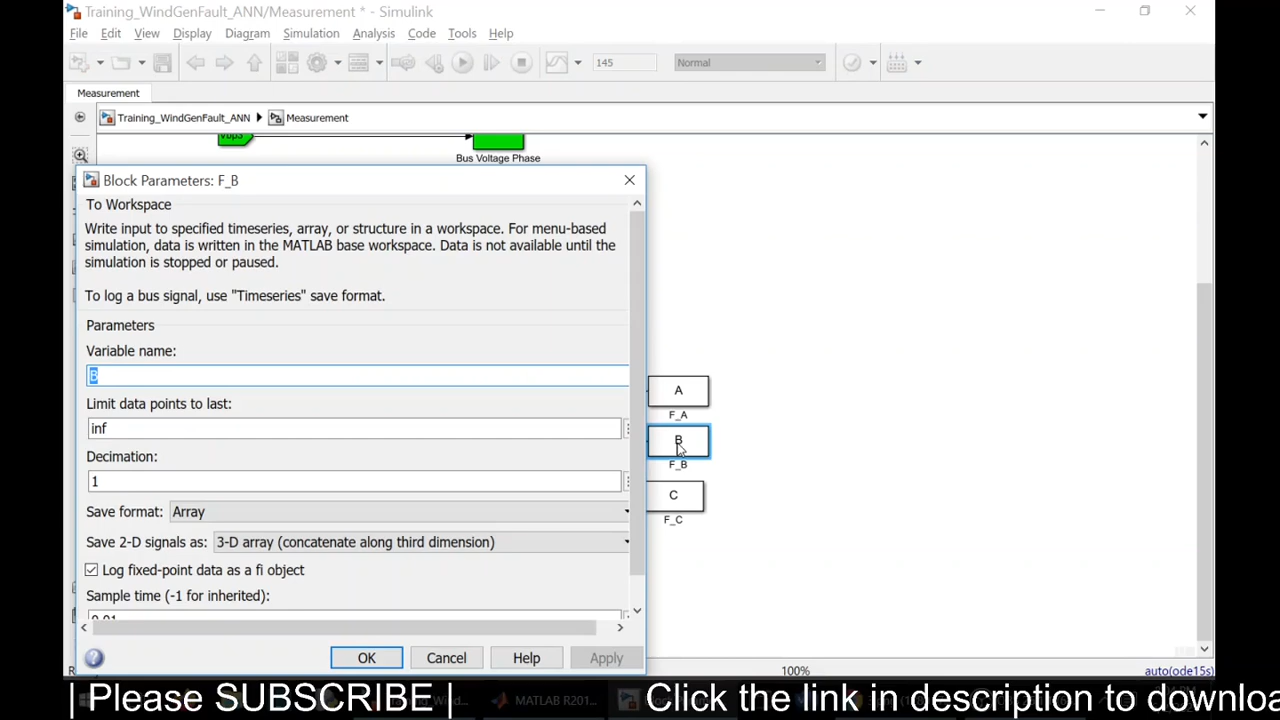 Training_WindGenFault_ANN/Measurement * - Simulink
File Edit View Display Diagram Simulation Analysis Code Tools Help
145
Normal
Measurement
Training_WindGenFault_ANN
Measurement
Vbp3
Bus Voltage Phase
Block Parameters: F_B
To Workspace
Write input to specified timeseries, array, or structure in a workspace. For menu-based
simulation, data is written in the MATLAB base workspace. Data is not available until the
simulation is stopped or paused.
To log a bus signal, use "Timeseries" save format.
Parameters
Variable name:
B
Limit data points to last:
inf
Decimation:
1
Save format: Array
Save 2-D signals as: 3-D array (concatenate along third dimension)
Log fixed-point data as a fi object
Sample time (-1 for inherited):
0.01
OK Cancel Help Apply
A
F_A
B
F_B
C
F_C
100%
auto(ode15s)
MATLAB R201...
| Please SUBSCRIBE |
Click the link in description to downloa